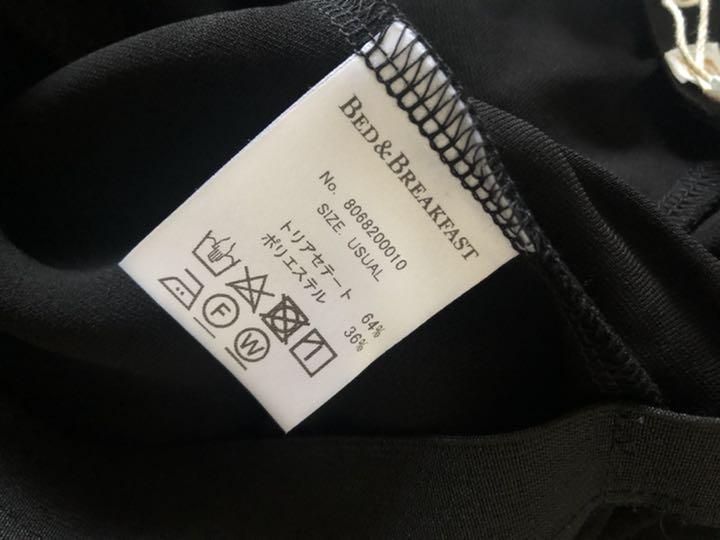 BED&BREAKFAST
No. 8068200010
SIZE. USUAL
トリアセテート 64%
ポリエステル 36%
F W